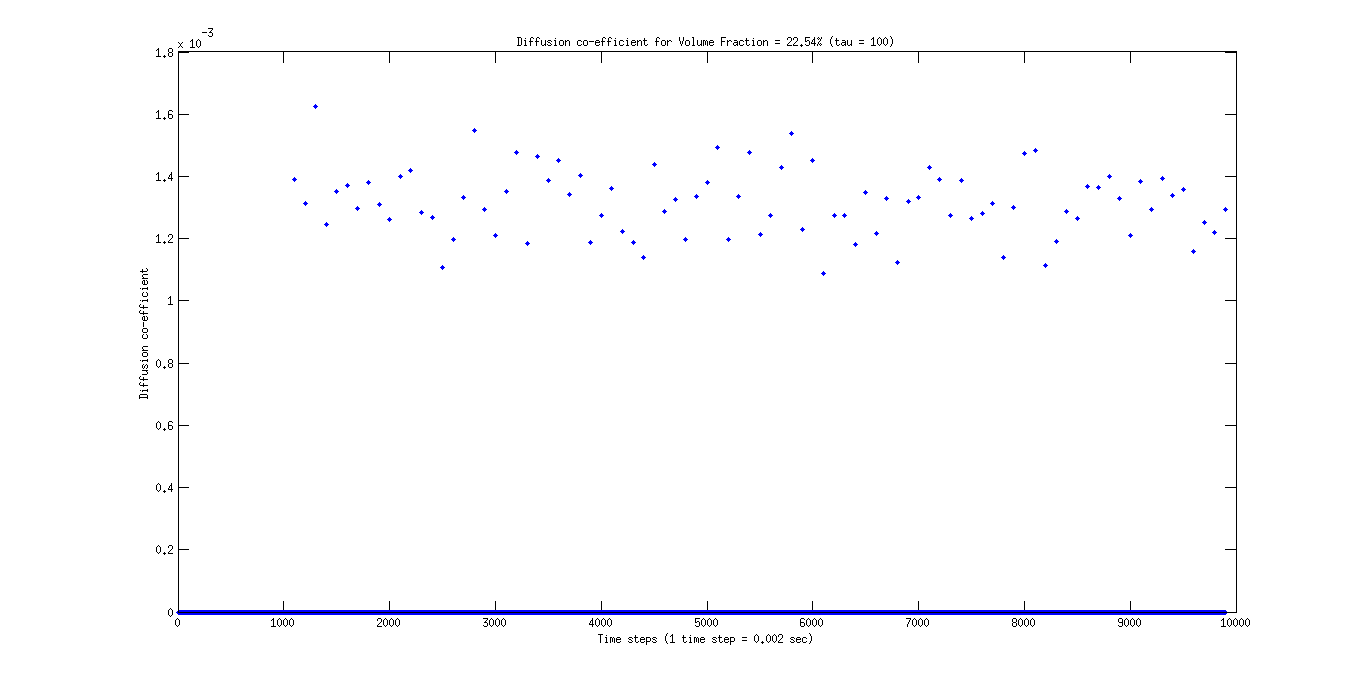 x 10^-3
Diffusion co-efficient for Volume Fraction = 22.54% (tau = 100)
1.8
1.6
1.4
1.2
1
0.8
0.6
0.4
0.2
0
Diffusion co-efficient
0 1000 2000 3000 4000 5000 6000 7000 8000 9000 10000
Time steps (1 time step = 0.002 sec)